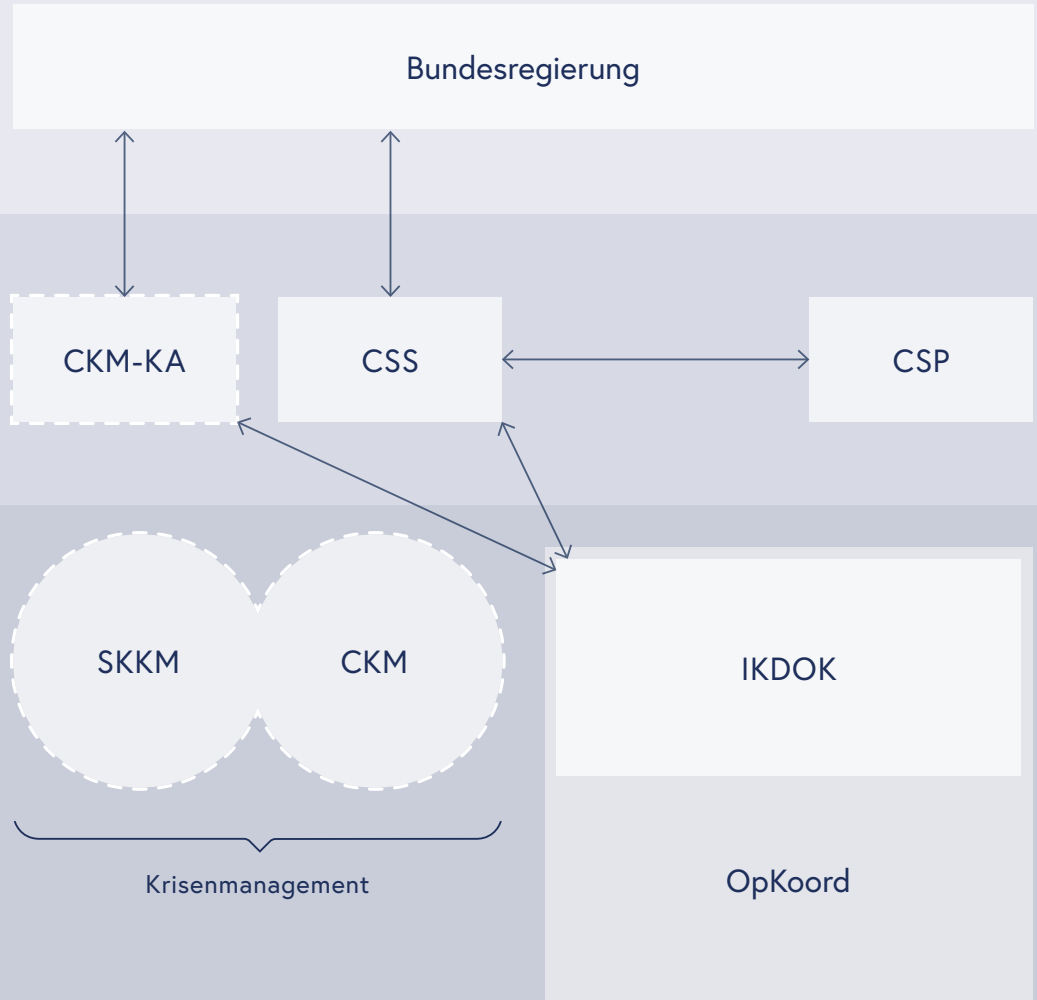 Bundesregierung
CKM-KA
CSS
CSP
SKKM
CKM
IKDOK
Krisenmanagement
OpKoord